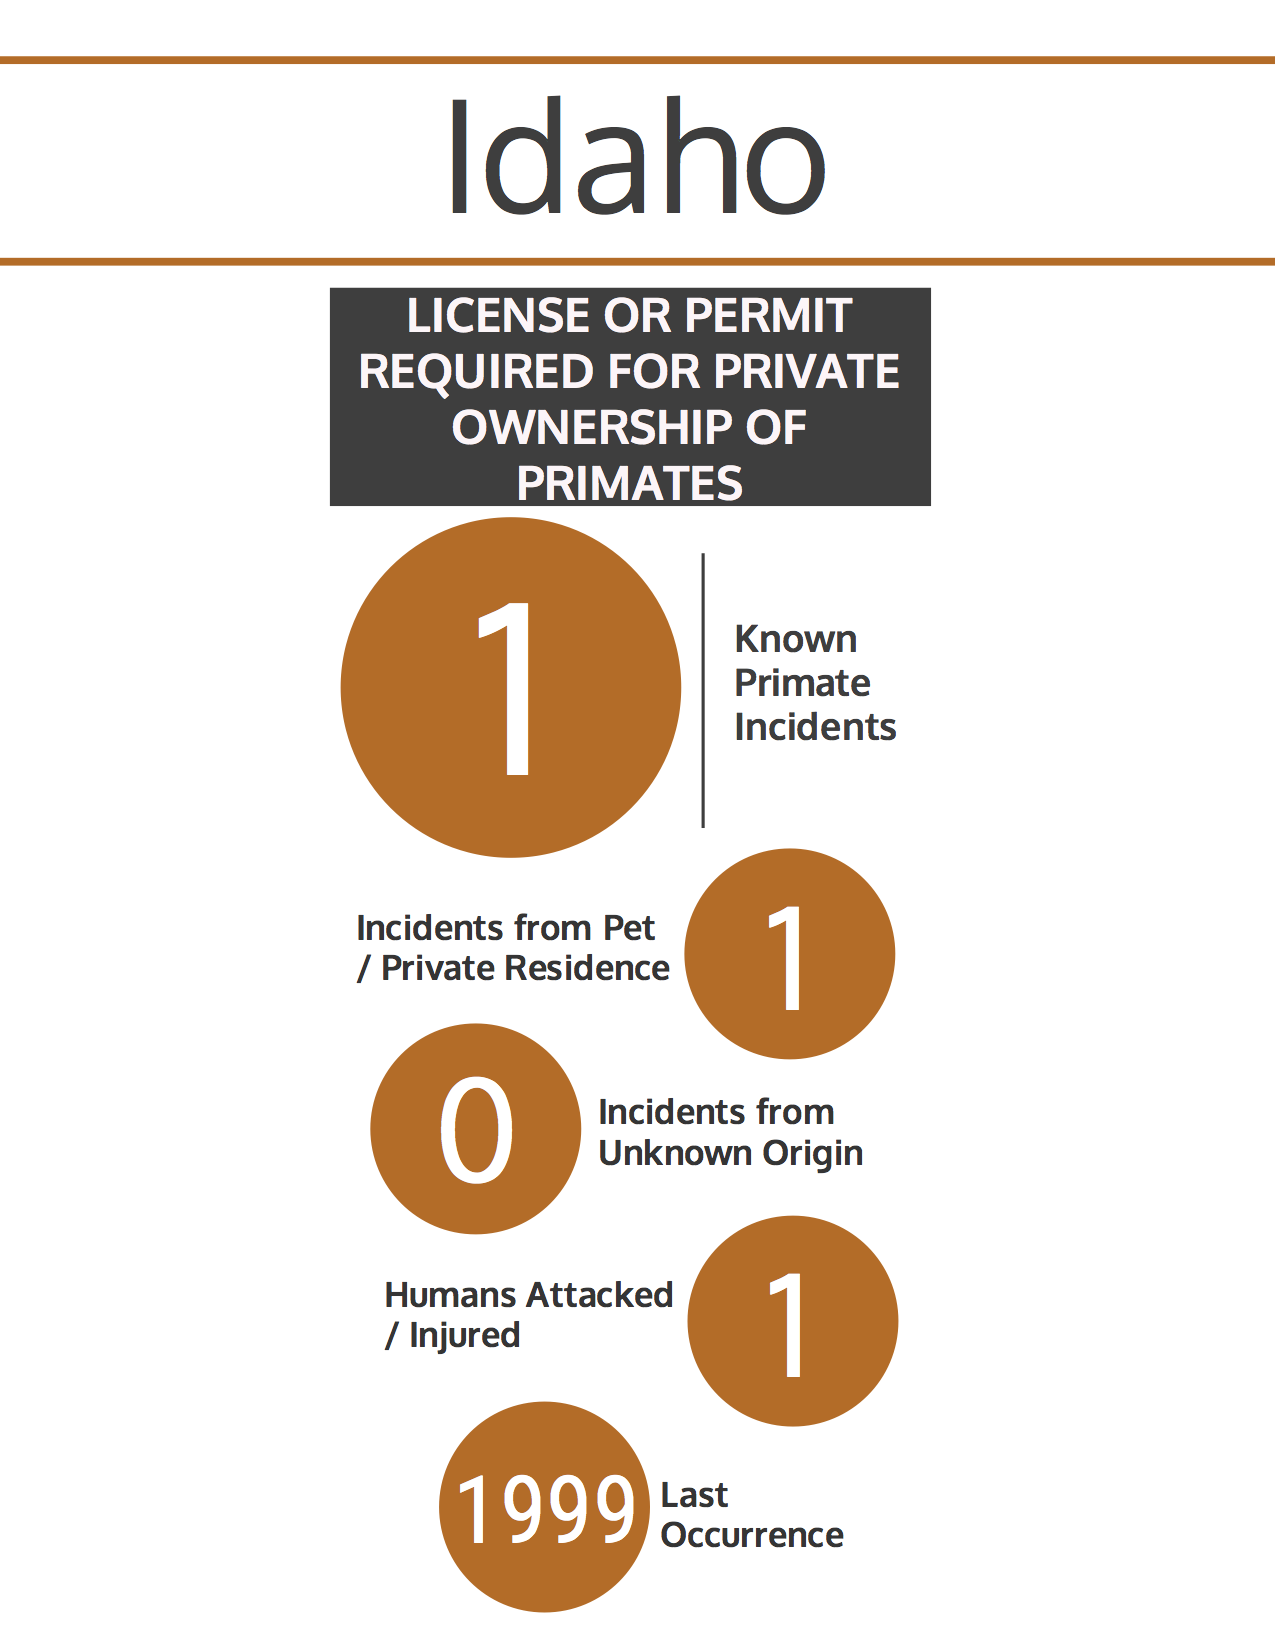 Idaho
LICENSE OR PERMIT
REQUIRED FOR PRIVATE
OWNERSHIP OF
PRIMATES
1
Known
Primate
Incidents
Incidents from Pet
/ Private Residence
1
0
Incidents from
Unknown Origin
Humans Attacked
/ Injured
1
1999
Last
Occurrence